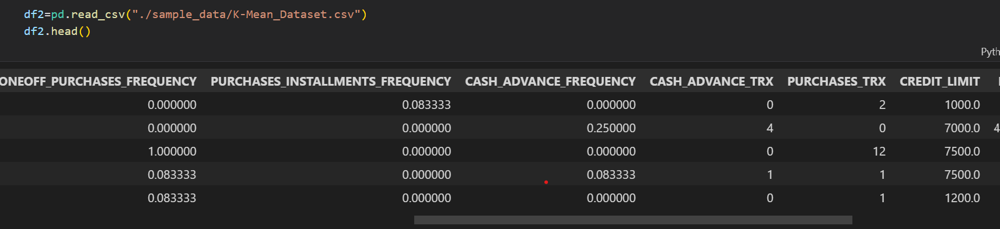 df2=pd.read_csv("./sample_data/K-Mean_Dataset.csv")
df2.head()
ONEOFF_PURCHASES_FREQUENCY PURCHASES_INSTALLMENTS_FREQUENCY CASH_ADVANCE_FREQUENCY CASH_ADVANCE_TRX PURCHASES_TRX CREDIT_LIMIT
0.000000 0.083333 0.000000 0 2 1000.0
0.000000 0.000000 0.250000 4 0 7000.0 4
1.000000 0.000000 0.000000 0 12 7500.0
0.083333 0.000000 0.083333 1 1 7500.0
0.083333 0.000000 0.000000 0 1 1200.0